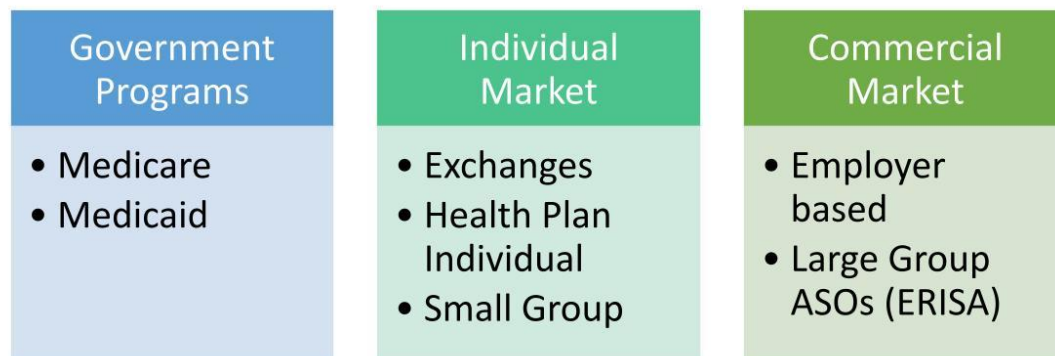 Government
Programs
• Medicare
• Medicaid
Individual
Market
• Exchanges
• Health Plan
Individual
• Small Group
Commercial
Market
• Employer
based
• Large Group
ASOs (ERISA)